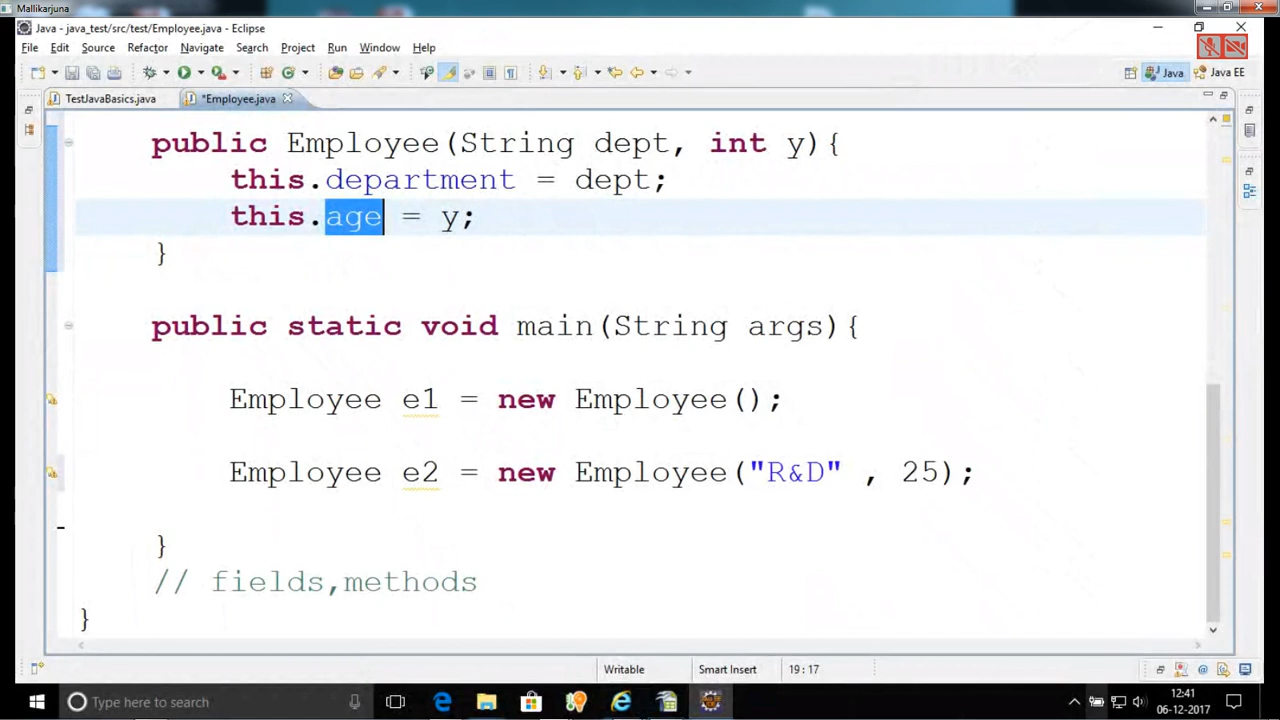 Mallikarjuna
Java - java_test/src/test/Employee.java - Eclipse
File Edit Source Refactor Navigate Search Project Run Window Help
Java Java EE
TestJavaBasics.java *Employee.java
public Employee(String dept, int y){
this.department = dept;
this.age = y;
}
public static void main(String args){
Employee e1 = new Employee();
Employee e2 = new Employee("R&D" , 25);
}
// fields,methods
}
Writable Smart Insert 19 : 17
Type here to search
12:41
06-12-2017